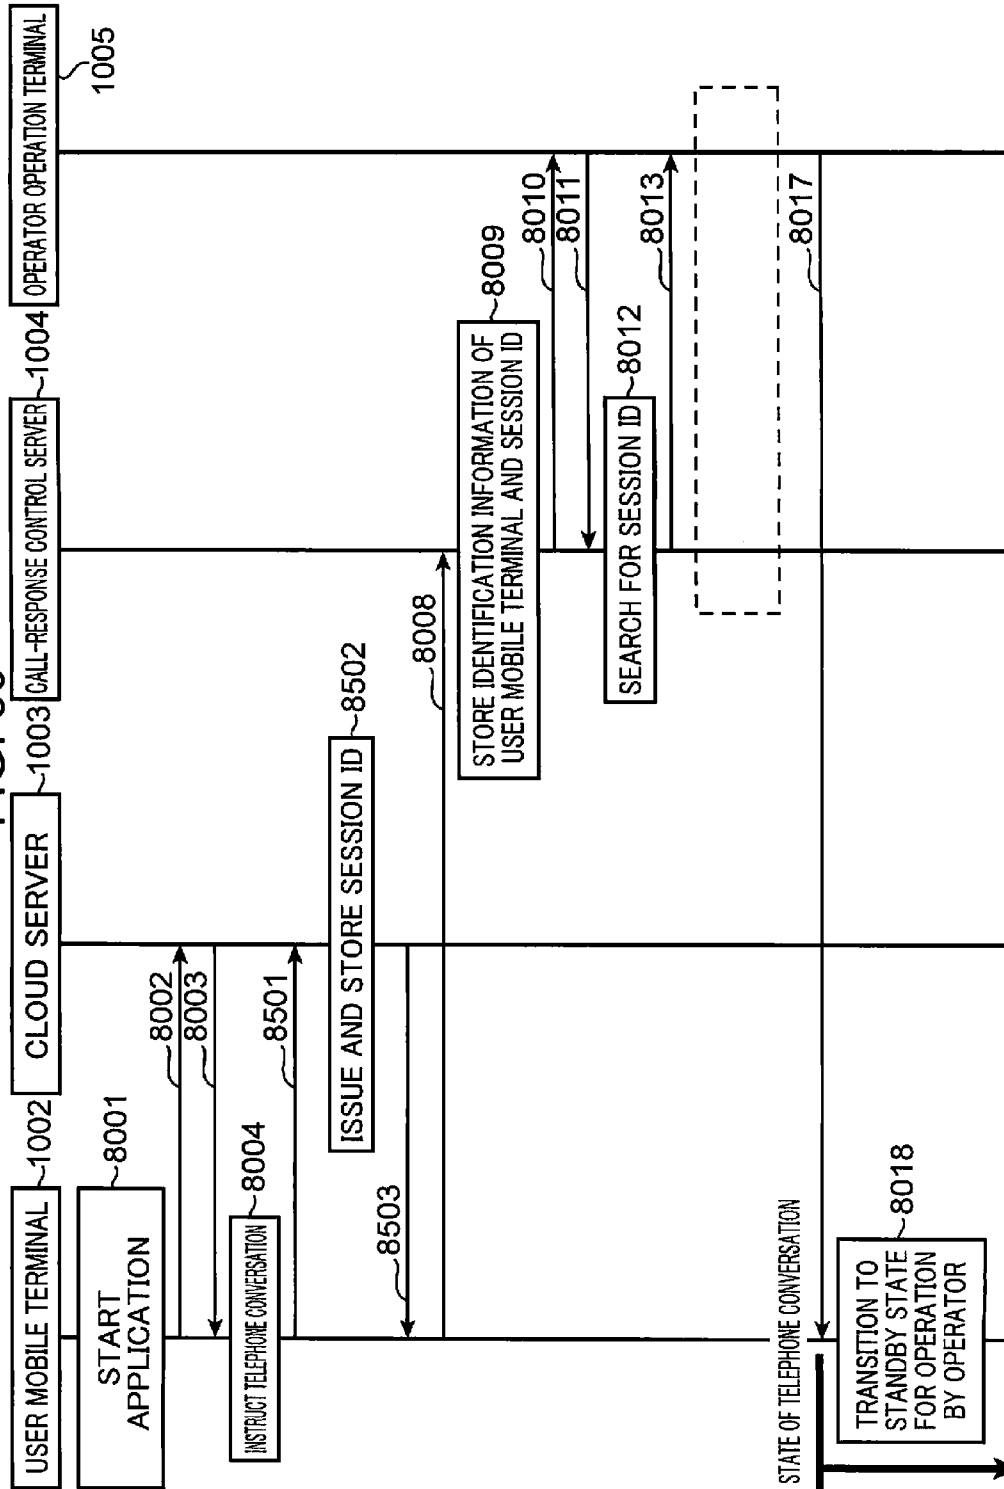 USER MOBILE TERMINAL
1002
CLOUD SERVER
1003
CALL-RESPONSE CONTROL SERVER
1004
OPERATOR OPERATION TERMINAL
1005
START
APPLICATION
8001
8002
8003
INSTRUCT TELEPHONE CONVERSATION
8004
8501
ISSUE AND STORE SESSION ID
8502
8503
8008
STORE IDENTIFICATION INFORMATION OF
USER MOBILE TERMINAL AND SESSION ID
8009
8010
8011
SEARCH FOR SESSION ID
8012
8013
8017
STATE OF TELEPHONE CONVERSATION
TRANSITION TO
STANDBY STATE
FOR OPERATION
BY OPERATOR
8018